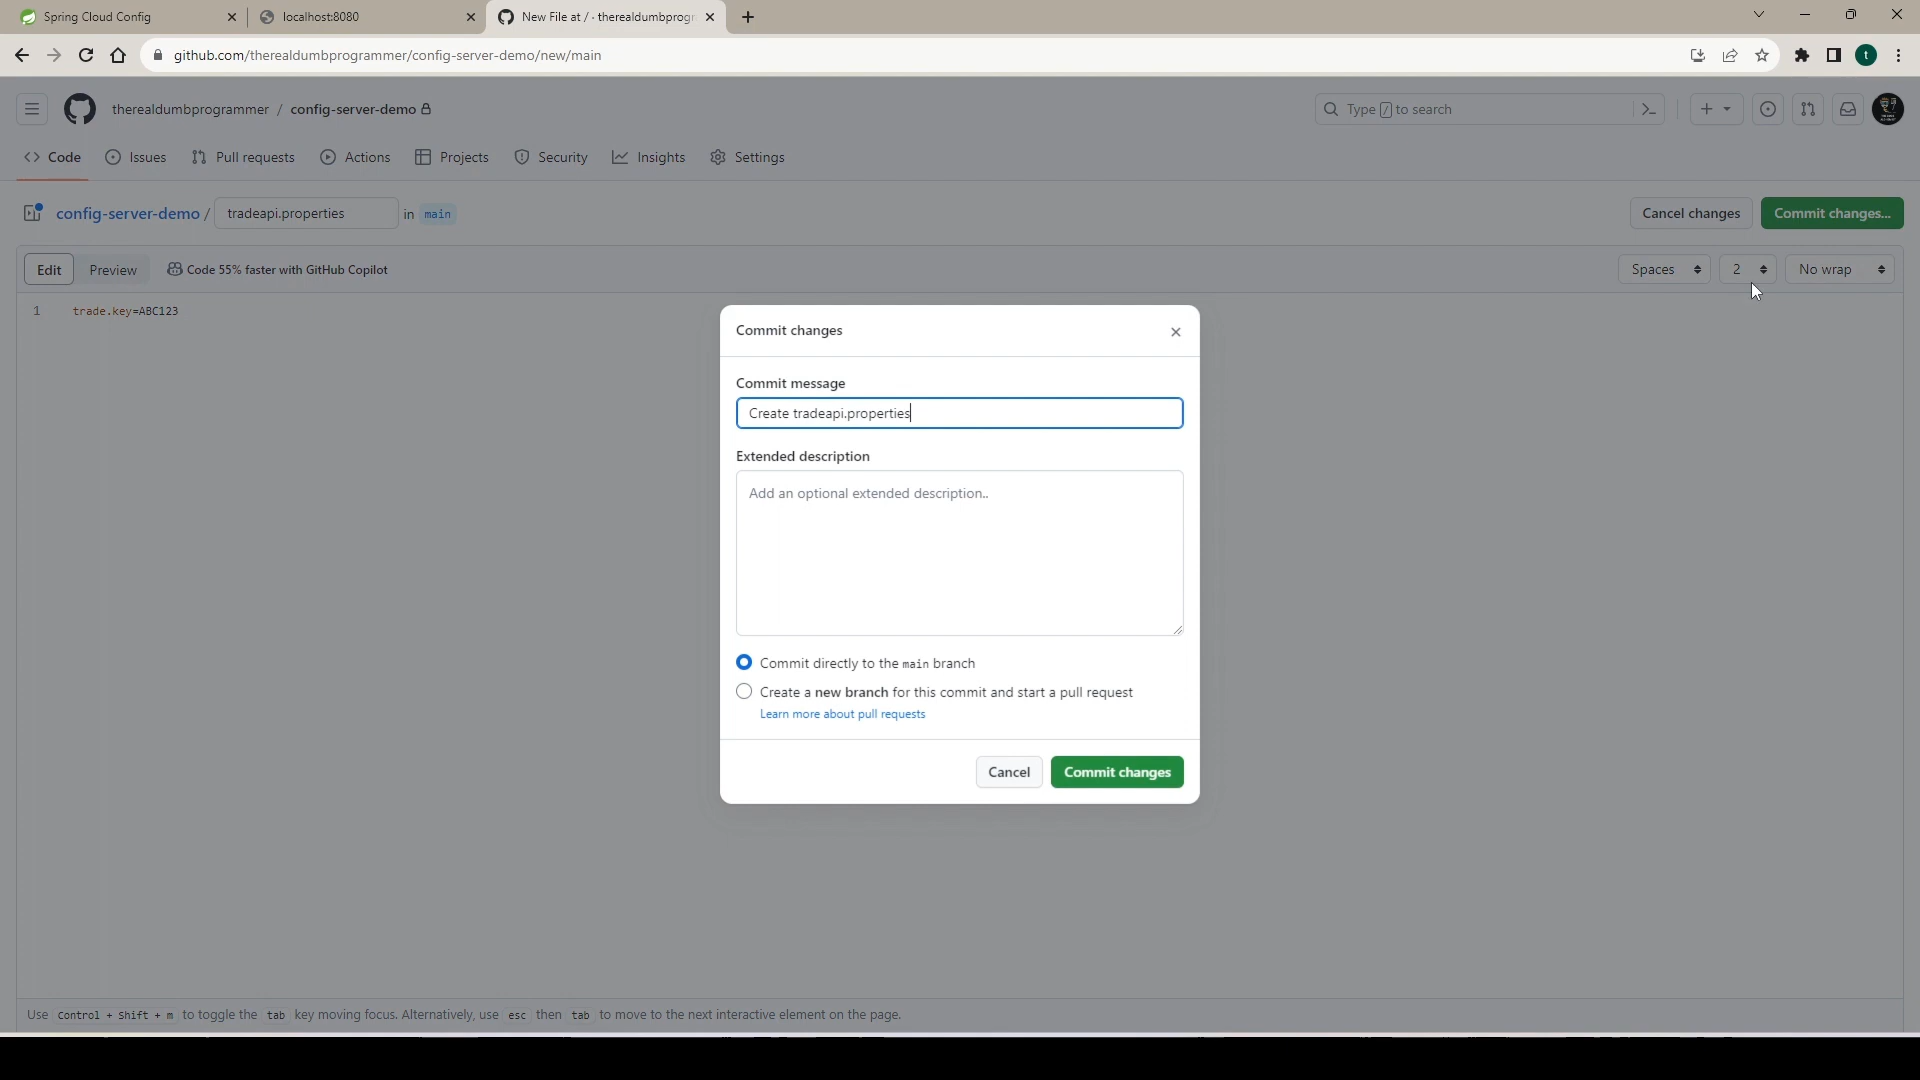 Spring Cloud Config
localhost:8080
New File at / · therealdumbprogr
github.com/therealdumbprogrammer/config-server-demo/new/main
t
therealdumbprogrammer / config-server-demo
Type / to search
Code
Issues
Pull requests
Actions
Projects
Security
Insights
Settings
config-server-demo / tradeapi.properties in main
Cancel changes
Commit changes...
Edit
Preview
Code 55% faster with GitHub Copilot
Spaces
2
No wrap
1 trade.key=ABC123
Commit changes
Commit message
Create tradeapi.properties
Extended description
Add an optional extended description..
Commit directly to the main branch
Create a new branch for this commit and start a pull request
Learn more about pull requests
Cancel
Commit changes
Use Control + Shift + m to toggle the tab key moving focus. Alternatively, use esc then tab to move to the next interactive element on the page.